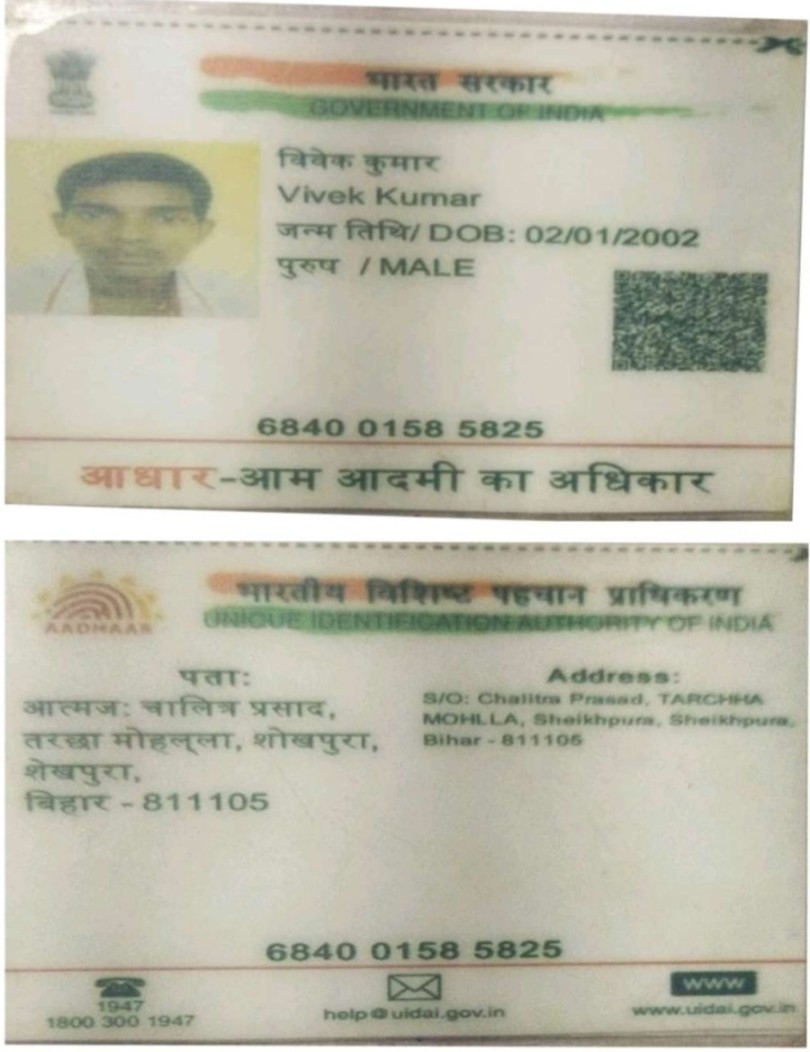 भारत सरकार
GOVERNMENT OF INDIA
विवेक कुमार
Vivek Kumar
जन्म तिथि/ DOB: 02/01/2002
पुरुष / MALE
6840 0158 5825
आधार-आम आदमी का अधिकार
भारतीय विशिष्ट पहचान प्राधिकरण
AADHAAR
UNIQUE IDENTIFICATION AUTHORITY OF INDIA
पता:
आत्मज: चालित्र प्रसाद,
तरछा मोहल्ला, शेखपुरा,
शेखपुरा,
बिहार - 811105
Address:
S/O: Chalitra Prasad, TARCHHA
MOHLLA, Sheikhpura, Sheikhpura,
Bihar - 811105
6840 0158 5825
1947
1800 300 1947
help@uidai.gov.in
WWW
www.uidai.gov.in